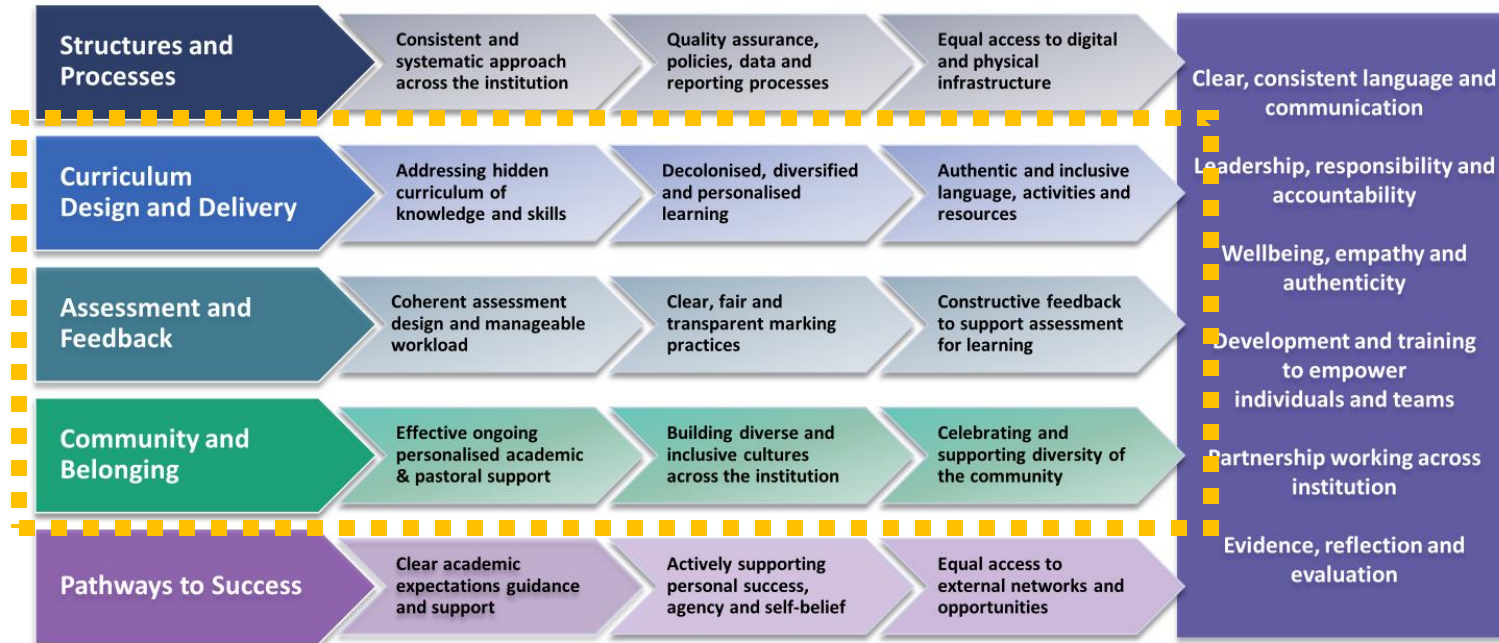 Structures and
Processes
Consistent and
systematic approach
across the institution
Quality assurance,
policies, data and
reporting processes
Equal access to digital
and physical
infrastructure
Curriculum
Design and Delivery
Addressing hidden
curriculum of
knowledge and skills
Decolonised, diversified
and personalised
learning
Authentic and inclusive
language, activities and
resources
Assessment and
Feedback
Coherent assessment
design and manageable
workload
Clear, fair and
transparent marking
practices
Constructive feedback
to support assessment
for learning
Community and
Belonging
Effective ongoing
personalised academic
& pastoral support
Building diverse and
inclusive cultures
across the institution
Celebrating and
supporting diversity of
the community
Pathways to Success
Clear academic
expectations guidance
and support
Actively supporting
personal success,
agency and self-belief
Equal access to
external networks and
opportunities
Clear, consistent language and
communication
Leadership, responsibility and
accountability
Wellbeing, empathy and
authenticity
Development and training
to empower
individuals and teams
Partnership working across
institution
Evidence, reflection and
evaluation